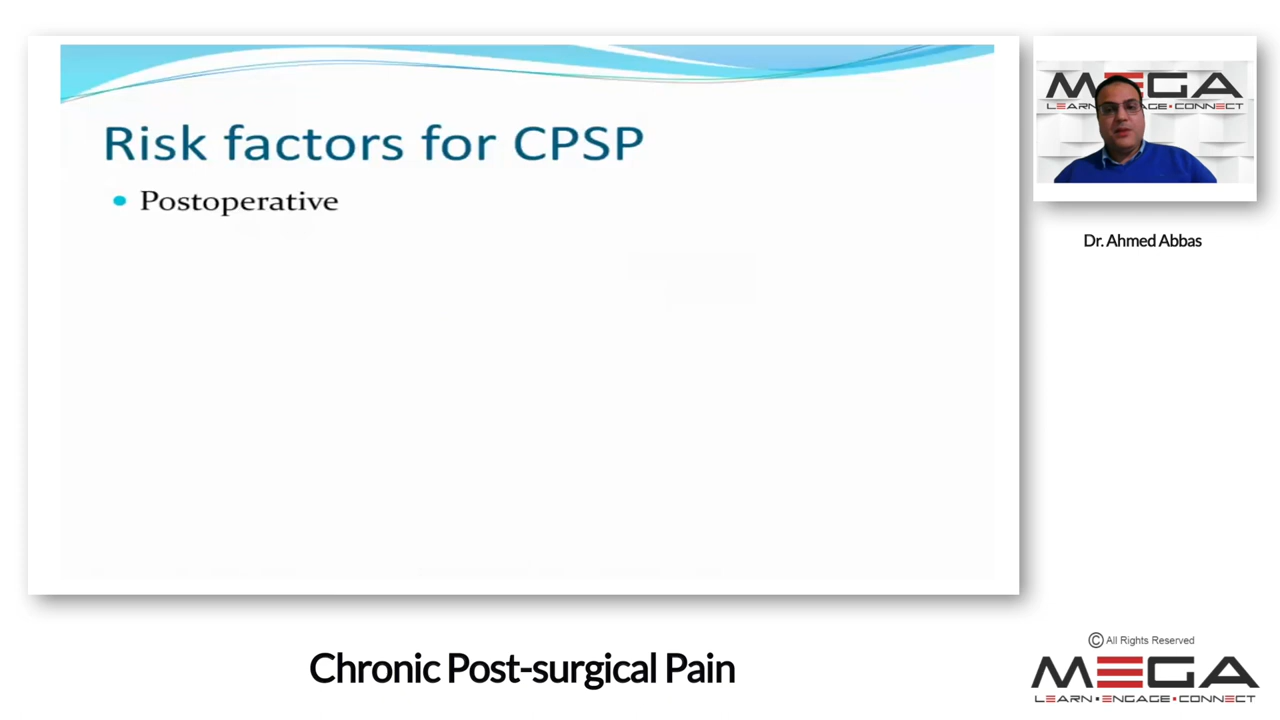 Risk factors for CPSP
• Postoperative
MEGA
LEARN ENGAGE CONNECT
Dr. Ahmed Abbas
Chronic Post-surgical Pain
© All Rights Reserved
MEGA
LEARN • ENGAGE • CONNECT